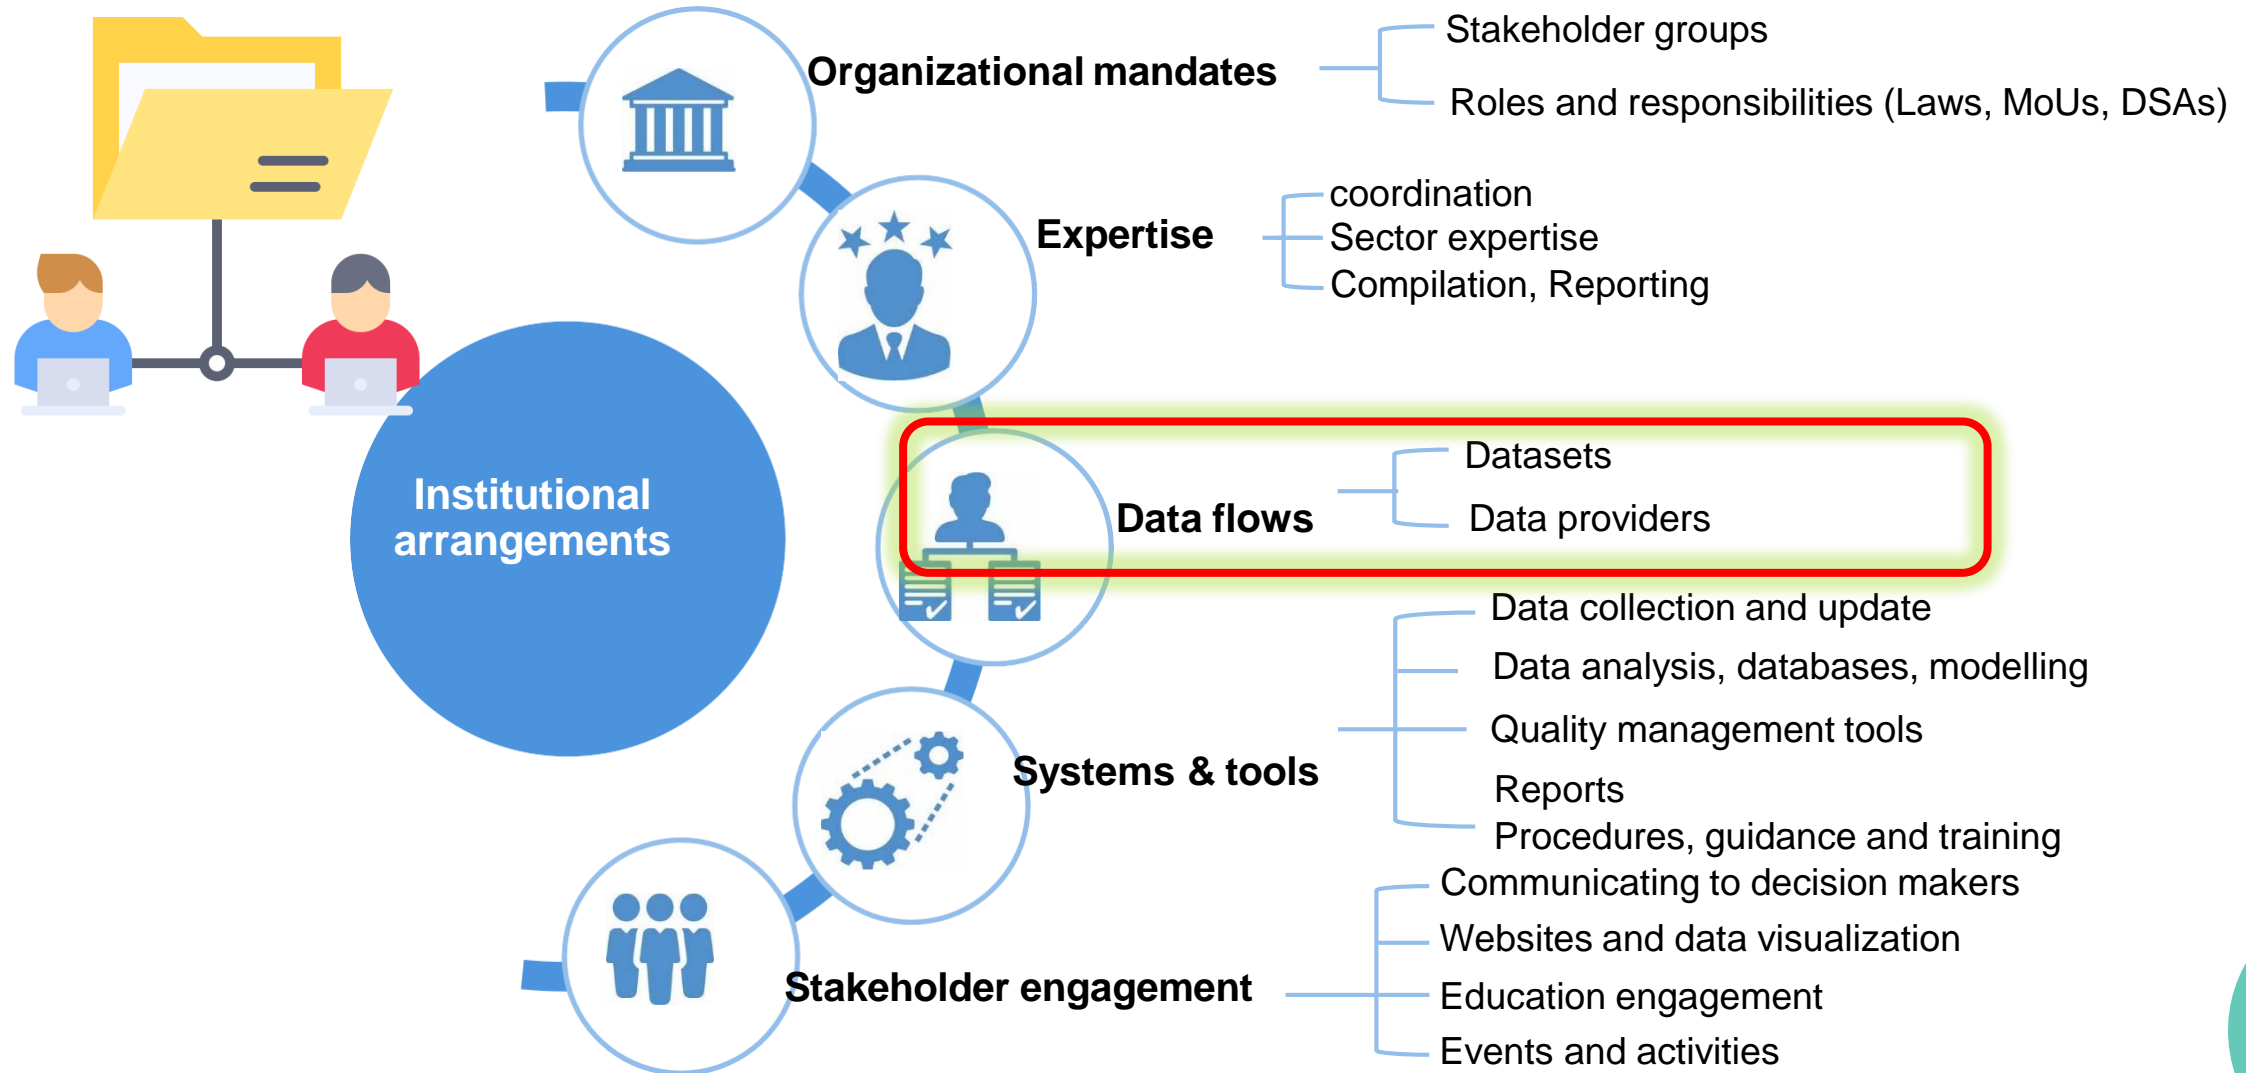 Institutional
arrangements
Organizational mandates
Stakeholder groups
Roles and responsibilities (Laws, MoUs, DSAs)
Expertise
coordination
Sector expertise
Compilation, Reporting
Data flows
Datasets
Data providers
Systems & tools
Data collection and update
Data analysis, databases, modelling
Quality management tools
Reports
Procedures, guidance and training
Stakeholder engagement
Communicating to decision makers
Websites and data visualization
Education engagement
Events and activities